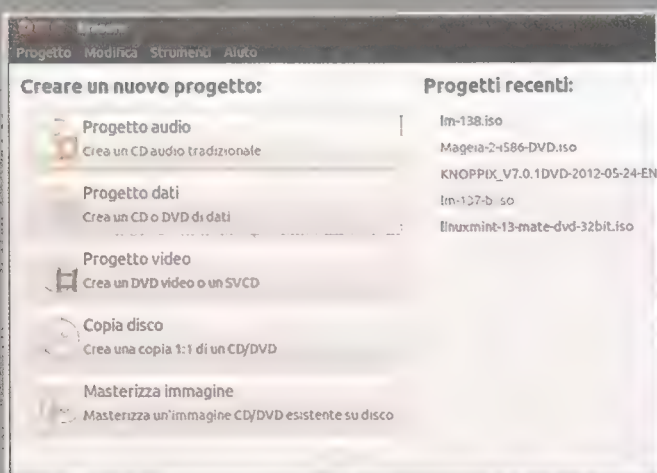 Progetto Modifica Strumenti Aiuto
Creare un nuovo progetto:
Progetto audio
Crea un CD audio tradizionale
Progetto dati
Crea un CD o DVD di dati
Progetto video
Crea un DVD video o un SVCD
Copia disco
Crea una copia 1:1 di un CD/DVD
Masterizza immagine
Masterizza un'immagine CD/DVD esistente su disco
Progetti recenti:
lm-138.iso
Mageia-2-i586-DVD.iso
KNOPPIX_V7.0.1DVD-2012-05-24-EN
linuxmint-13-mate-dvd-32bit.iso